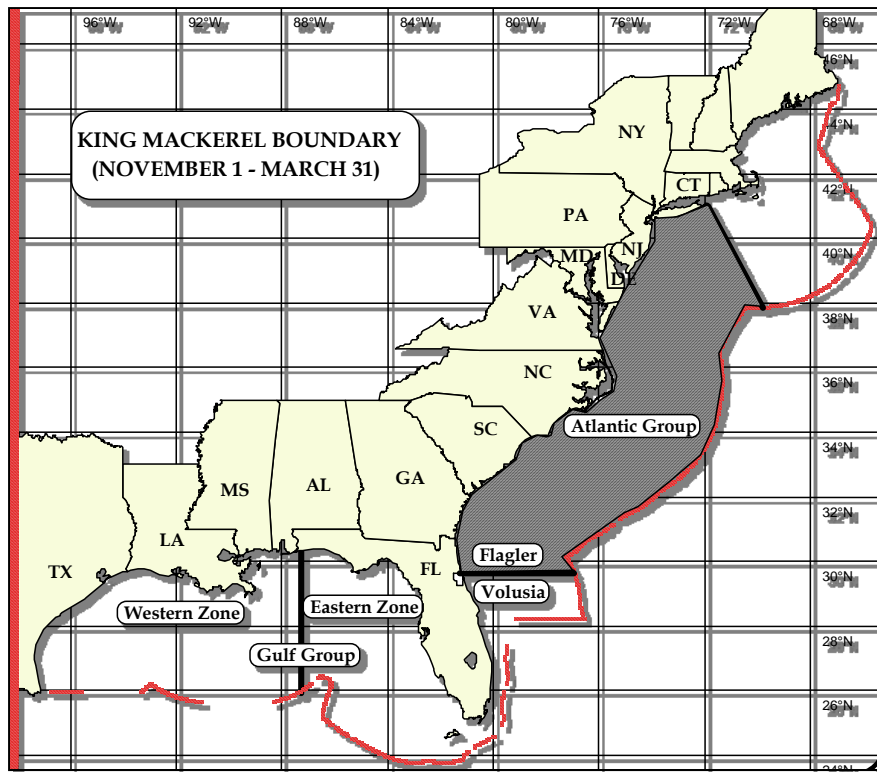 96°W 92°W 88°W 84°W 80°W 76°W 72°W 68°W
46°N
KING MACKEREL BOUNDARY
(NOVEMBER 1 - MARCH 31)
NY
44°N
CT
42°N
PA
NJ
40°N
MD
DE
VA
38°N
NC
36°N
Atlantic Group
SC
34°N
GA
MS
AL
32°N
LA
Flagler
FL
TX
30°N
Volusia
Western Zone
Eastern Zone
28°N
Gulf Group
26°N
24°N